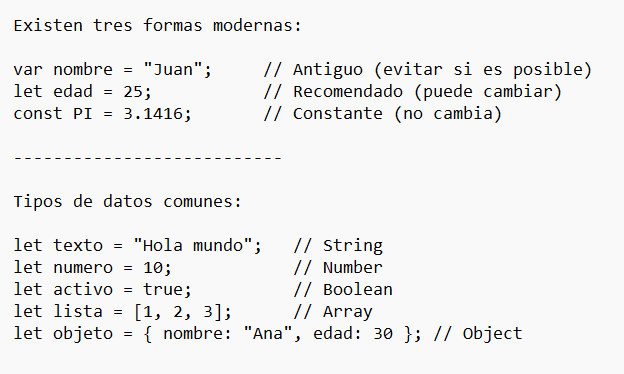 Existen tres formas modernas:
var nombre = "Juan";     // Antiguo (evitar si es posible)
let edad = 25;           // Recomendado (puede cambiar)
const PI = 3.1416;       // Constante (no cambia)
---------------------------
Tipos de datos comunes:
let texto = "Hola mundo";   // String
let numero = 10;            // Number
let activo = true;          // Boolean
let lista = [1, 2, 3];      // Array
let objeto = { nombre: "Ana", edad: 30 }; // Object